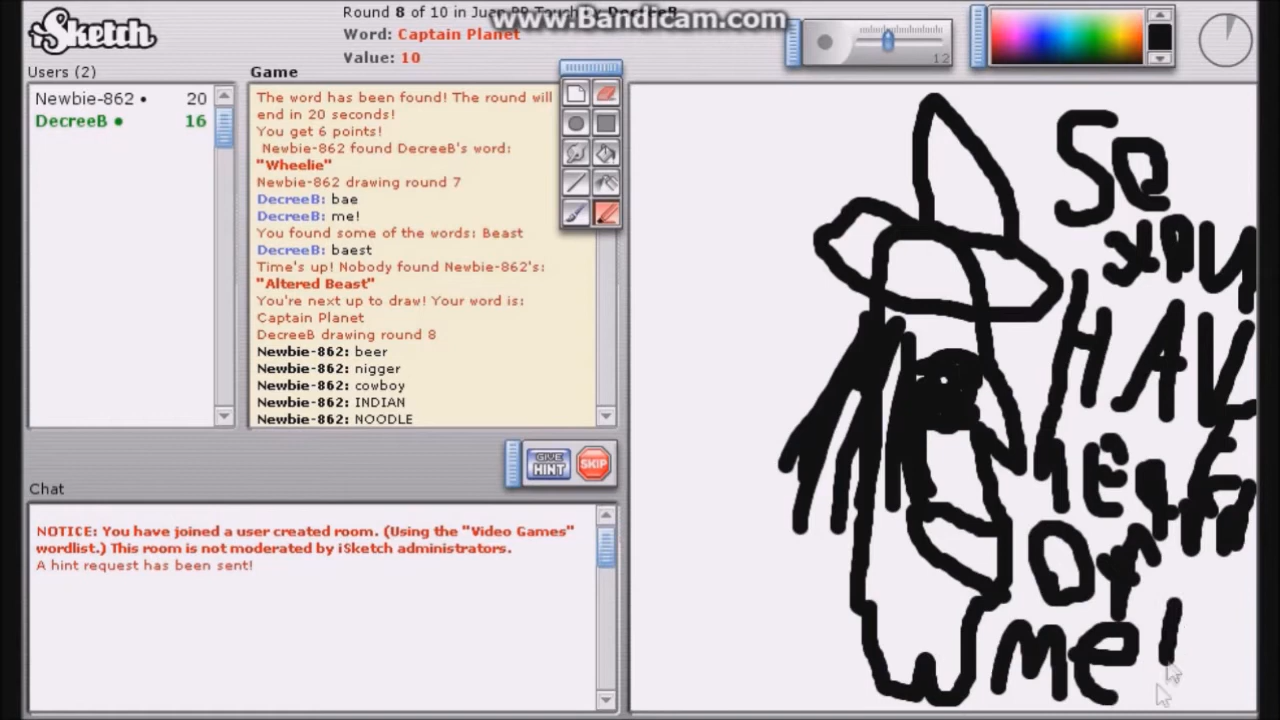 Round 8 of 10 in Juan
www.Bandicam.com
iSketch
Word: Captain Planet
Value: 10
12
Users (2)
Newbie-862 • 20
DecreeB • 16
Game
The word has been found! The round will
end in 20 seconds!
You get 6 points!
Newbie-862 found DecreeB's word:
"Wheelie"
Newbie-862 drawing round 7
DecreeB: bae
DecreeB: me!
You found some of the words: Beast
DecreeB: baest
Time's up! Nobody found Newbie-862's:
"Altered Beast"
You're next up to draw! Your word is:
Captain Planet
DecreeB drawing round 8
Newbie-862: beer
Newbie-862: nigger
Newbie-862: cowboy
Newbie-862: INDIAN
Newbie-862: NOODLE
GIVE
HINT
SKIP
Chat
NOTICE: You have joined a user created room. (Using the "Video Games"
wordlist.) This room is not moderated by iSketch administrators.
A hint request has been sent!
So
you
HAVE
HEARD
OF
me!